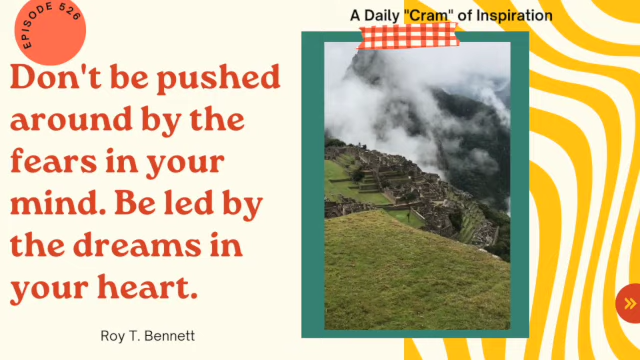 EPISODE 526
A Daily "Cram" of Inspiration
Don't be pushed
around by the
fears in your
mind. Be led by
the dreams in
your heart.
Roy T. Bennett